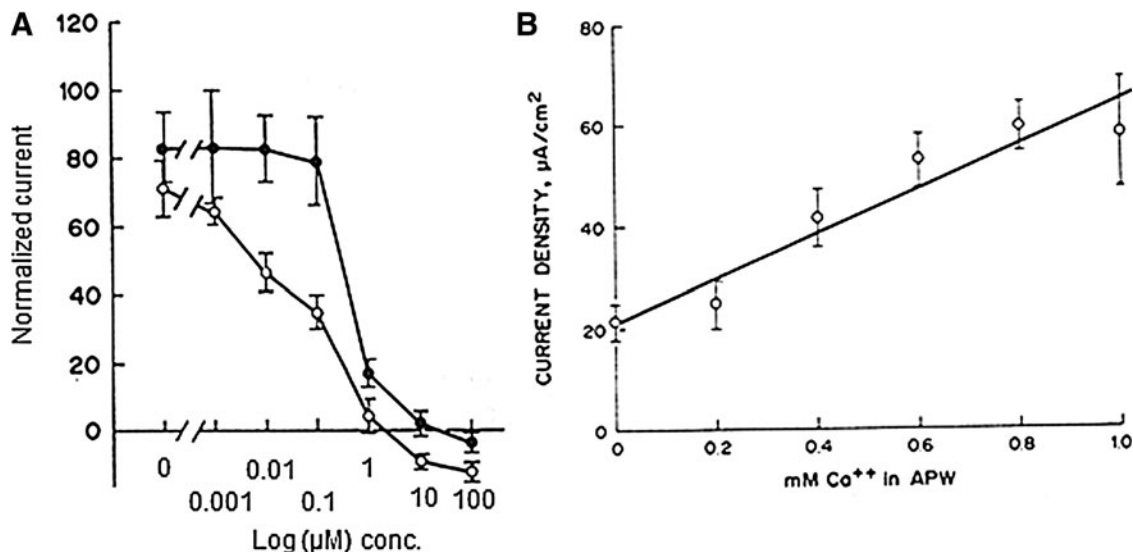 A
Normalized current
120
100
80
60
40
20
0
0 0.01 1
0.001 0.1 10 100
Log (µM) conc.
B
CURRENT DENSITY, µA/cm²
80
60
40
20
0
0 0.2 0.4 0.6 0.8 1.0
mM Ca⁺⁺ in APW